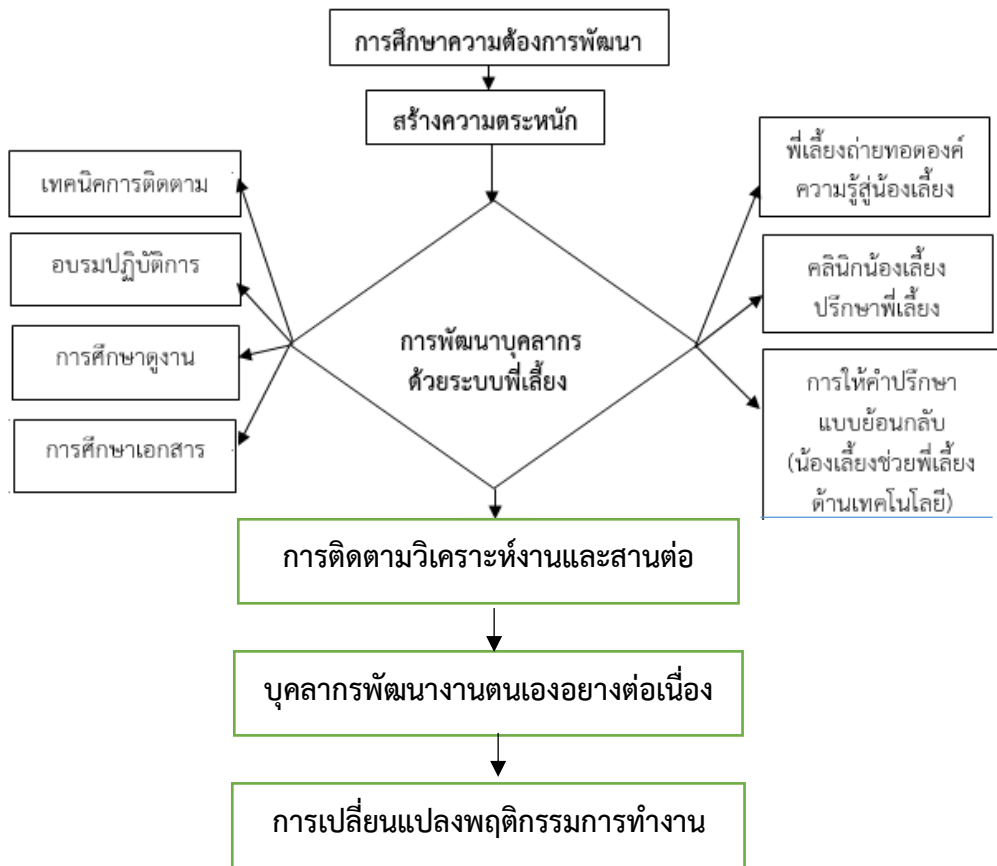 การศึกษาความต้องการพัฒนา
สร้างความตระหนัก
เทคนิคการติดตาม
อบรมปฏิบัติการ
การศึกษาดูงาน
การศึกษาเอกสาร
การพัฒนาบุคลากร
ด้วยระบบพี่เลี้ยง
พี่เลี้ยงถ่ายทอดองค์
ความรู้สู่น้องเลี้ยง
คลินิกน้องเลี้ยง
ปรึกษาพี่เลี้ยง
การให้คำปรึกษา
แบบย้อนกลับ
(น้องเลี้ยงช่วยพี่เลี้ยง
ด้านเทคโนโลยี)
การติดตามวิเคราะห์งานและสานต่อ
บุคลากรพัฒนางานตนเองอย่างต่อเนื่อง
การเปลี่ยนแปลงพฤติกรรมการทำงาน